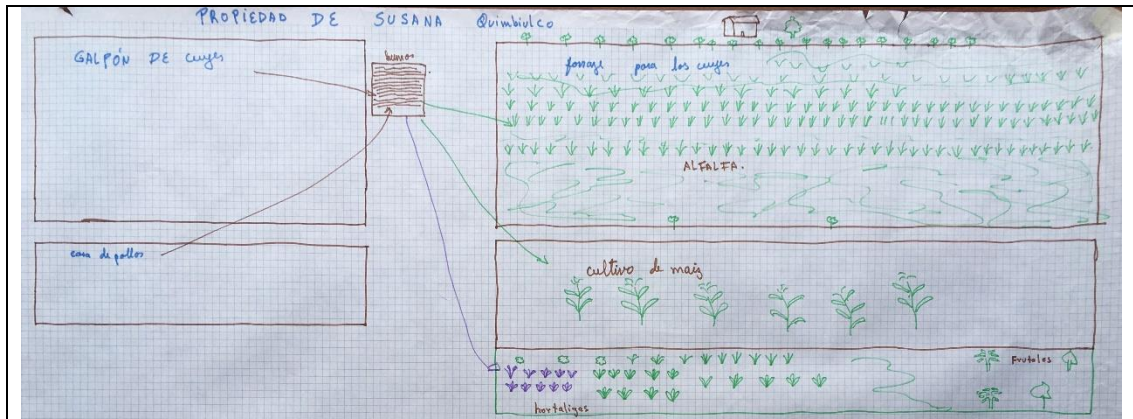 PROPIEDAD DE SUSANA Quimbiulco
GALPÓN DE cuyes
humos
forraje para los cuyes
ALFALFA.
casa de pollos
cultivo de maiz
Frutales
hortalizas